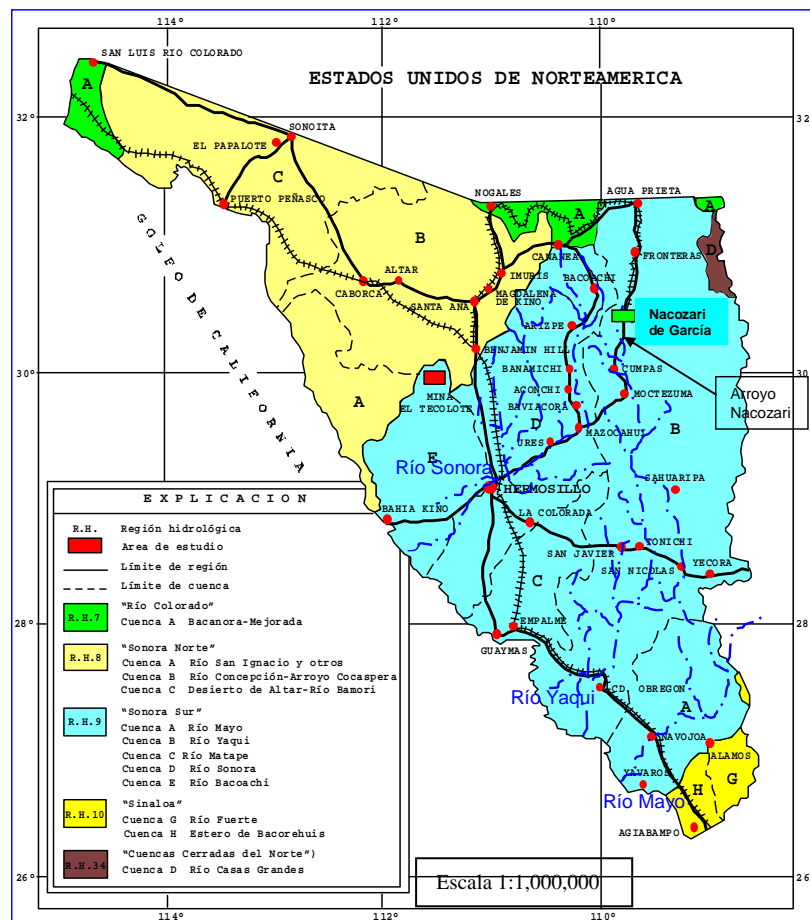 114° 112° 110°
ESTADOS UNIDOS DE NORTEAMERICA
SAN LUIS RIO COLORADO
A
32°
SONOITA
EL PAPALOTE
C
PUERTO PEÑASCO
NOGALES
AGUA PRIETA
A
A
B
D
CANANEA
FRONTERAS
IMURIS
BACOACHI
ALTAR
CABORCA
MAGDALENA
DE KINO
SANTA ANA
Nacozari
de García
ARIZPE
BENJAMIN HILL
30°
BANAMICHI
CUMPAS
MINA
EL TECOLOTE
ACONCHI
MOCTEZUMA
Arroyo
Nacozari
A
BAVIACORA
D
B
MAZOCAHUI
URES
E
Río Sonora
SAHUARIPA
HERMOSILLO
BAHIA KINO
LA COLORADA
TONICHI
SAN JAVIER
SAN NICOLAS
YECORA
C
28°
EMPALME
GUAYMAS
Río Yaqui
CD. OBREGON
A
NAVOJOA
ALAMOS
YAVAROS
Río Mayo
H
G
AGIABAMPO
26°
GOLFO DE CALIFORNIA
EXPLICACION
R.H. Región hidrológica
Area de estudio
Límite de región
Límite de cuenca
R.H.7 "Río Colorado"
Cuenca A Bacanora-Mejorada
R.H.8 "Sonora Norte"
Cuenca A Río San Ignacio y otros
Cuenca B Río Concepción-Arroyo Cocaspera
Cuenca C Desierto de Altar-Río Bamori
R.H.9 "Sonora Sur"
Cuenca A Río Mayo
Cuenca B Río Yaqui
Cuenca C Río Matape
Cuenca D Río Sonora
Cuenca E Río Bacoachi
R.H.10 "Sinaloa"
Cuenca G Río Fuerte
Cuenca H Estero de Bacorehuis
R.H.34 "Cuencas Cerradas del Norte")
Cuenca D Río Casas Grandes
Escala 1:1,000,000
114° 112° 110°